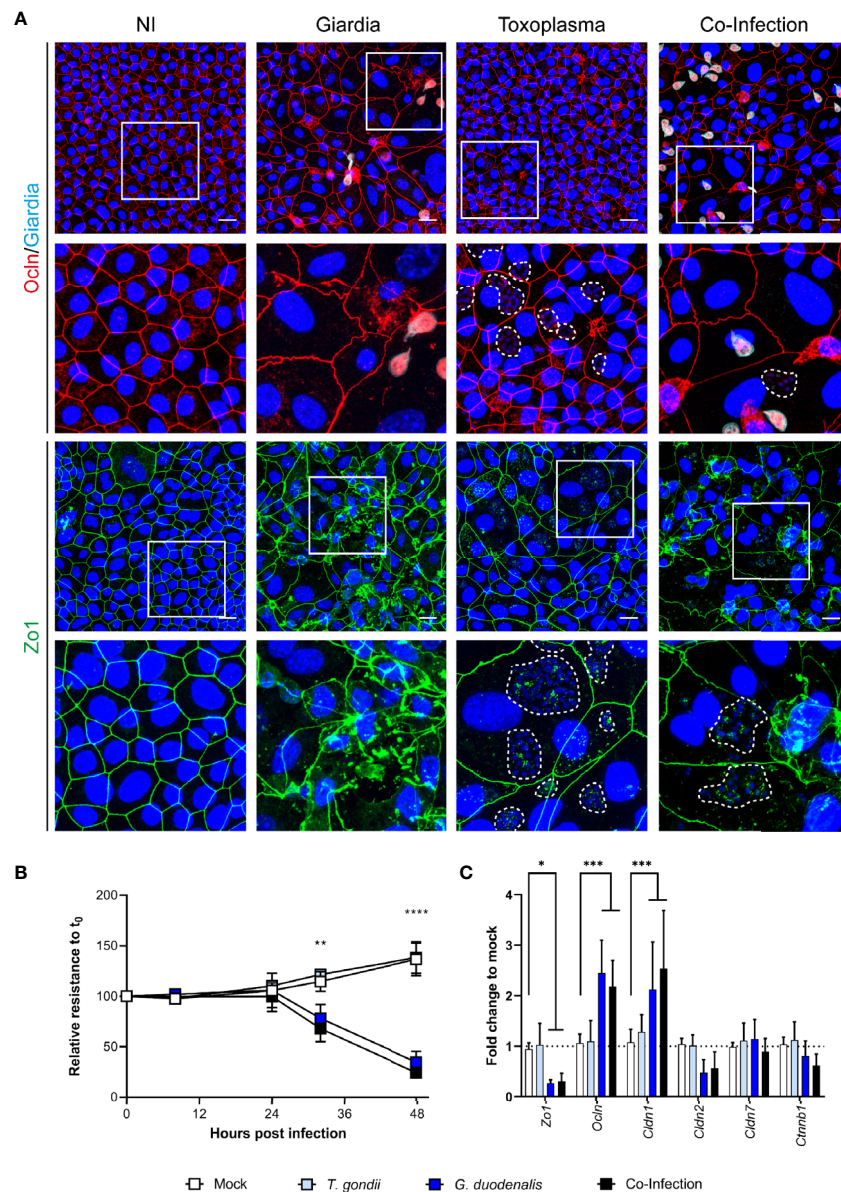 A
NI Giardia Toxoplasma Co-Infection
Ocln/Giardia
Zo1
B
Relative resistance to t0
200
150
100
50
0
** ****
0 12 24 36 48
Hours post infection
C
Fold change to mock
* *** ***
4
3
2
1
0
Zo1 Ocln Cldn1 Cldn2 Cldn7 Ctnnb1
Mock T. gondii G. duodenalis Co-Infection